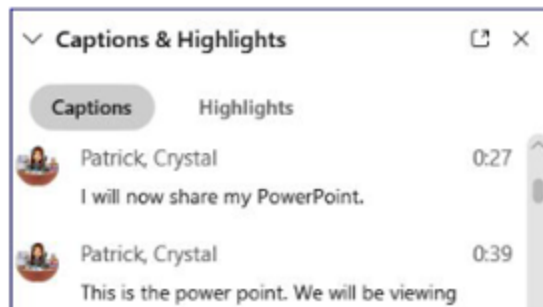 Captions & Highlights
Captions Highlights
Patrick, Crystal 0:27
I will now share my PowerPoint.
Patrick, Crystal 0:39
This is the power point. We will be viewing